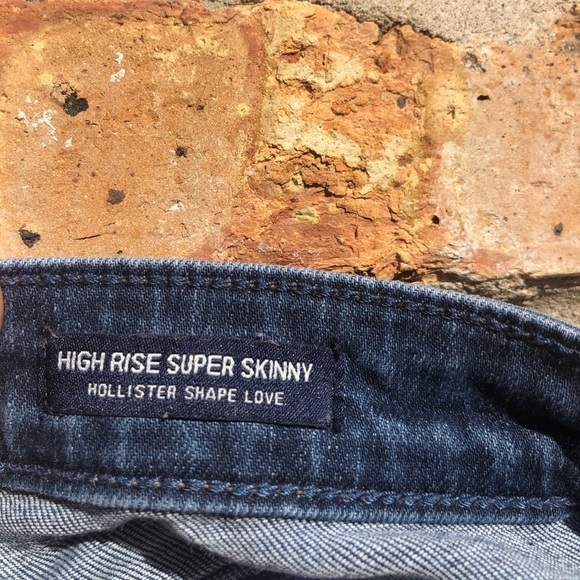 HIGH RISE SUPER SKINNY
HOLLISTER SHAPE LOVE